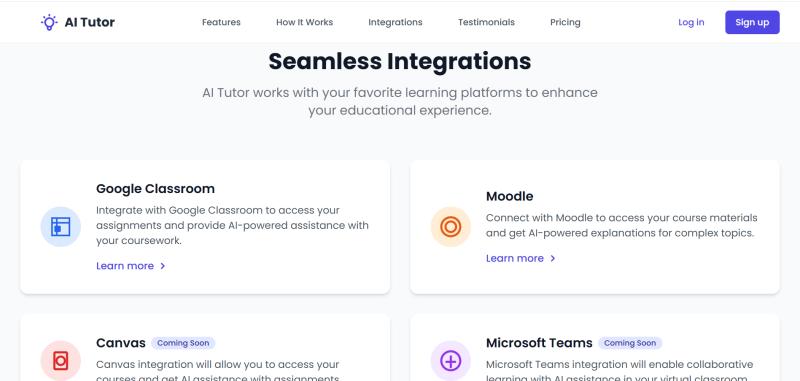 AI Tutor
Features
How It Works
Integrations
Testimonials
Pricing
Log in
Sign up
Seamless Integrations
AI Tutor works with your favorite learning platforms to enhance
your educational experience.
Google Classroom
Integrate with Google Classroom to access your
assignments and provide AI-powered assistance with
your coursework.
Learn more
Moodle
Connect with Moodle to access your course materials
and get AI-powered explanations for complex topics.
Learn more
Canvas Coming Soon
Canvas integration will allow you to access your
courses and get AI assistance with assignments
Microsoft Teams Coming Soon
Microsoft Teams integration will enable collaborative
learning with AI assistance in your virtual classroom